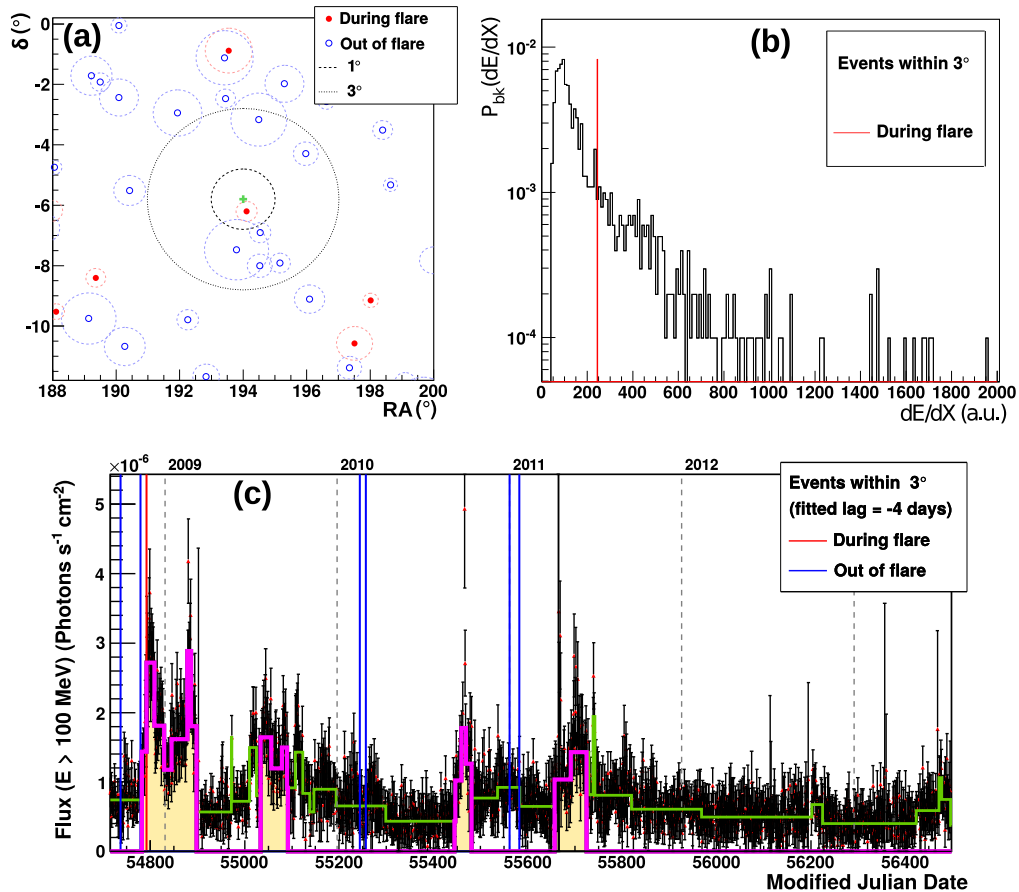 δ (°)
0
-2
-4
-6
-8
-10
(a)
During flare
Out of flare
1°
3°
188 190 192 194 196 198 200
RA (°)
P_bk(dE/dX)
10^-2
10^-3
10^-4
(b)
Events within 3°
During flare
0 200 400 600 800 1000 1200 1400 1600 1800 2000
dE/dX (a.u.)
×10^-6
2009 2010 2011 2012
(c)
Flux (E > 100 MeV) (Photons s^-1 cm^-2)
5
4
3
2
1
0
Events within 3°
(fitted lag = -4 days)
During flare
Out of flare
54800 55000 55200 55400 55600 55800 56000 56200 56400
Modified Julian Date